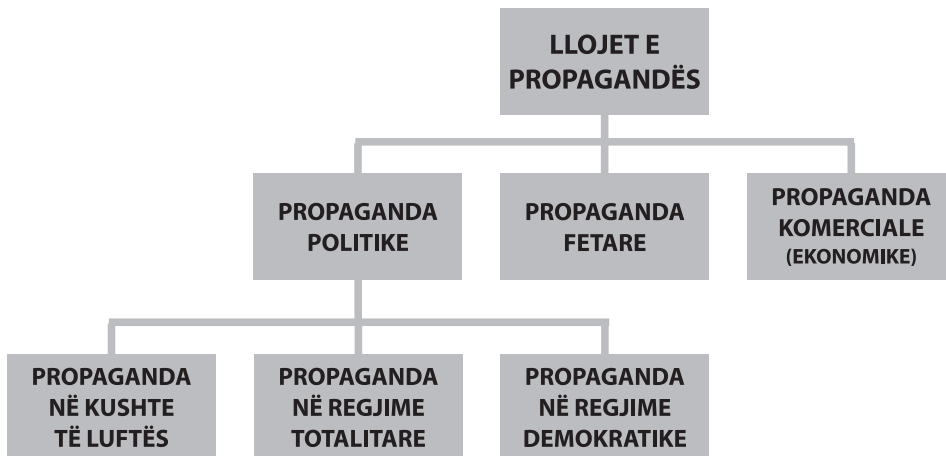 LLOJET E
PROPAGANDËS
PROPAGANDA
POLITIKE
PROPAGANDA
FETARE
PROPAGANDA
KOMERCIALE
(EKONOMIKE)
PROPAGANDA
NË KUSHTE
TË LUFTËS
PROPAGANDA
NË REGJIME
TOTALITARE
PROPAGANDA
NË REGJIME
DEMOKRATIKE